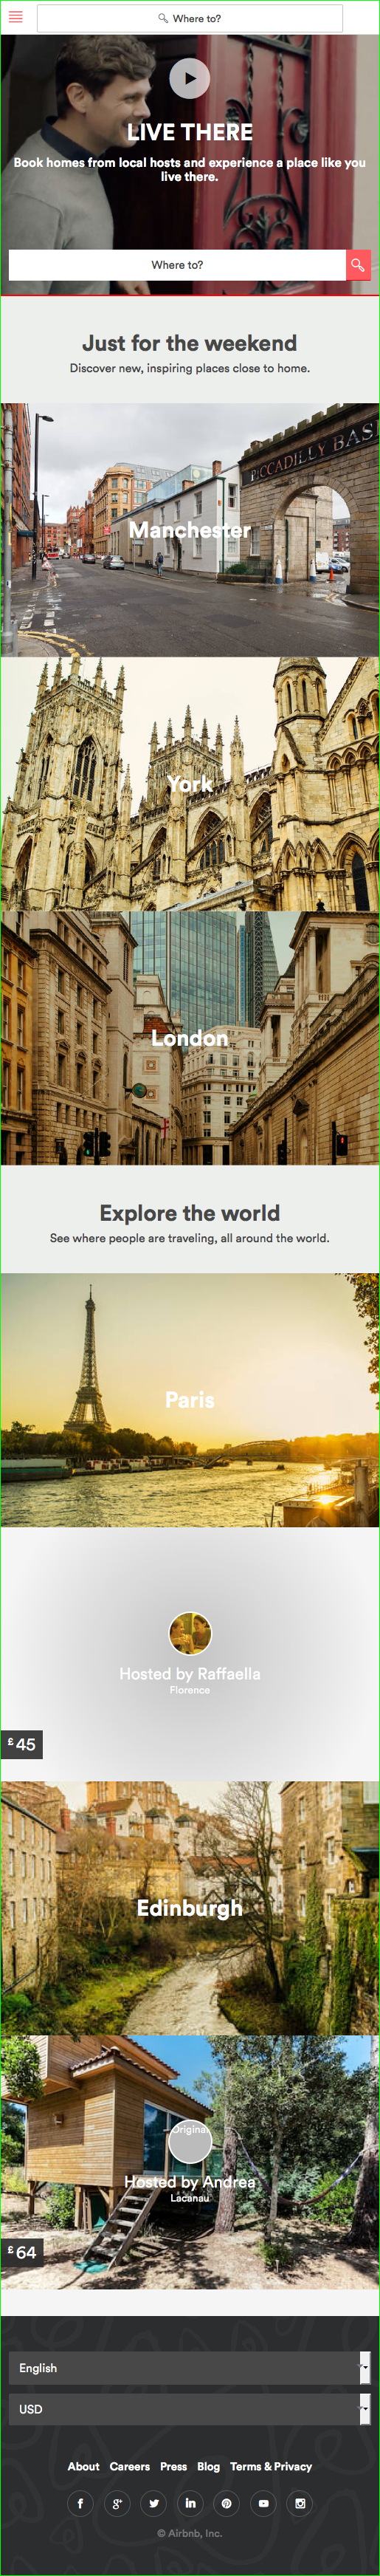 Where to?
LIVE THERE
Book homes from local hosts and experience a place like you
live there.
Where to?
Just for the weekend
Discover new, inspiring places close to home.
PICCADILLY BAS
Manchester
York
London
Explore the world
See where people are traveling, all around the world.
Paris
Hosted by Raffaella
Florence
£45
Edinburgh
Original
Hosted by Andrea
Lacanau
£64
English
USD
About Careers Press Blog Terms & Privacy
© Airbnb, Inc.